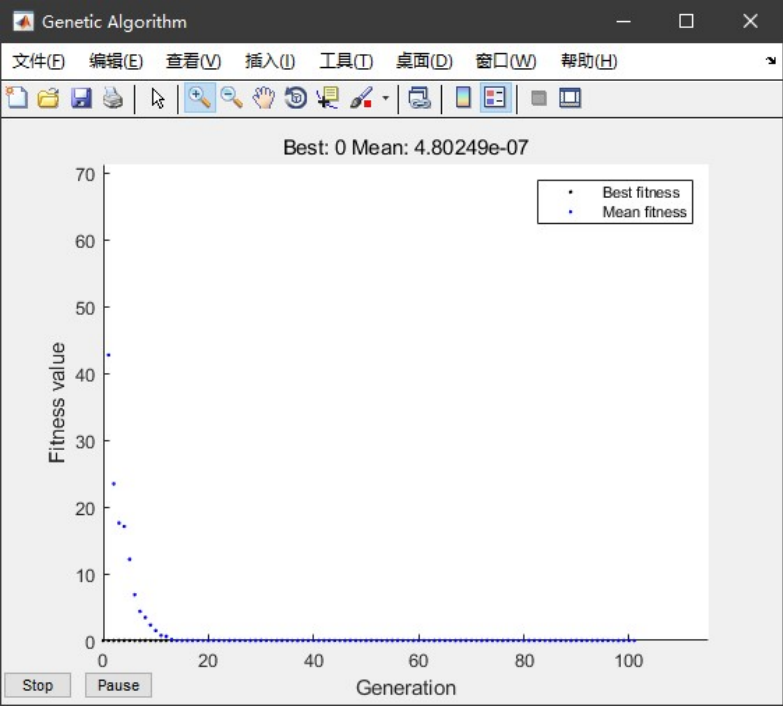 Genetic Algorithm
文件(F) 编辑(E) 查看(V) 插入(I) 工具(T) 桌面(D) 窗口(W) 帮助(H)
Best: 0 Mean: 4.80249e-07
Best fitness
Mean fitness
70
60
50
40
30
20
10
0
Fitness value
0 20 40 60 80 100
Generation
Stop Pause